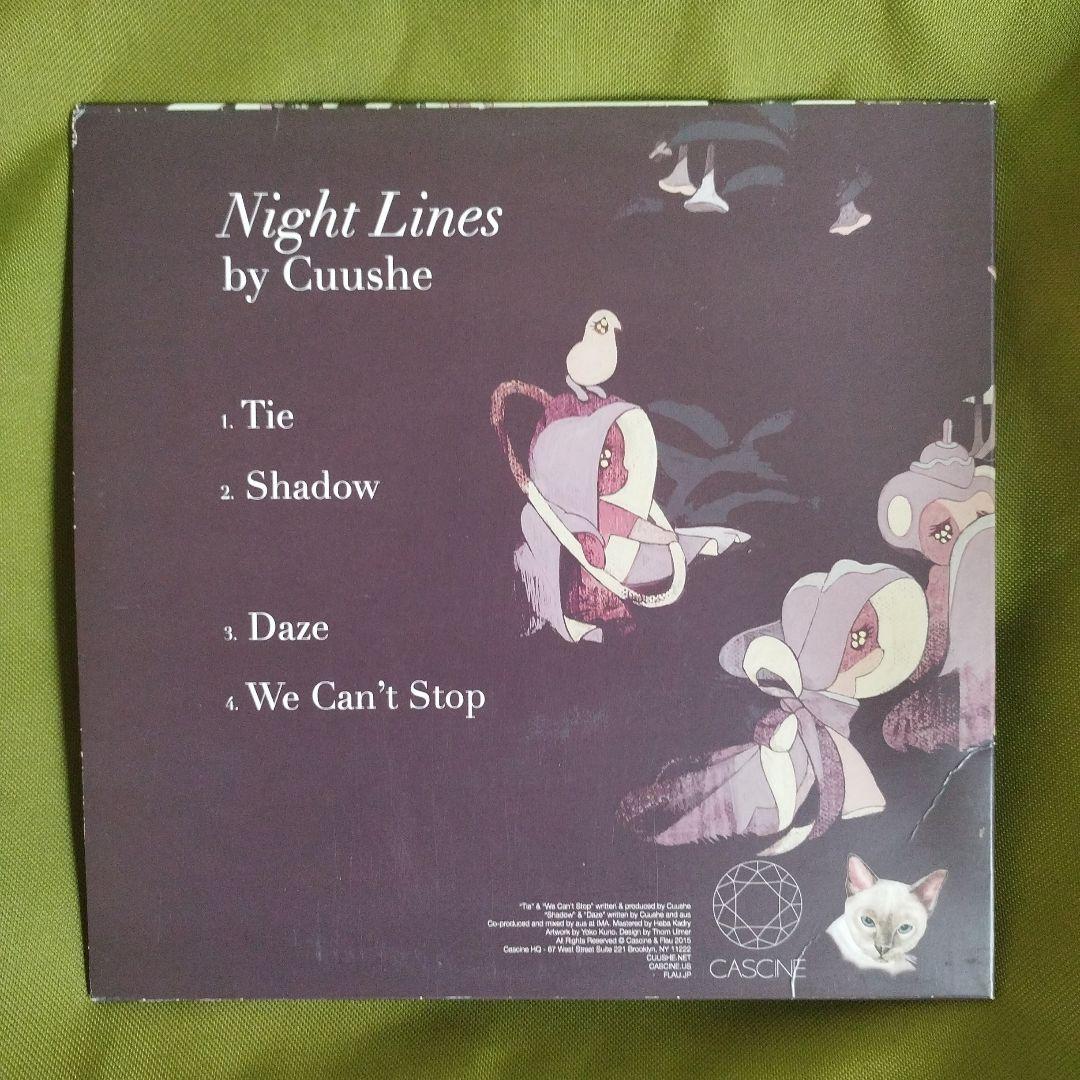 Night Lines
by Cuushe
1. Tie
2. Shadow
3. Daze
4. We Can't Stop
"Tie" & "We Can't Stop" written & produced by Cuushe
"Shadow" & "Daze" written by Cuushe and aus
Co-produced and mixed by aus at IMA. Mastered by Heba Kadry
Artwork by Yoko Kuno. Design by Thom Ulmer
All Rights Reserved © Cascine & Flau 2015
Cascine HQ - 67 West Street Suite 221 Brooklyn, NY 11222
CUUSHE.NET
CASCINE.US
FLAU.JP
CASCINE